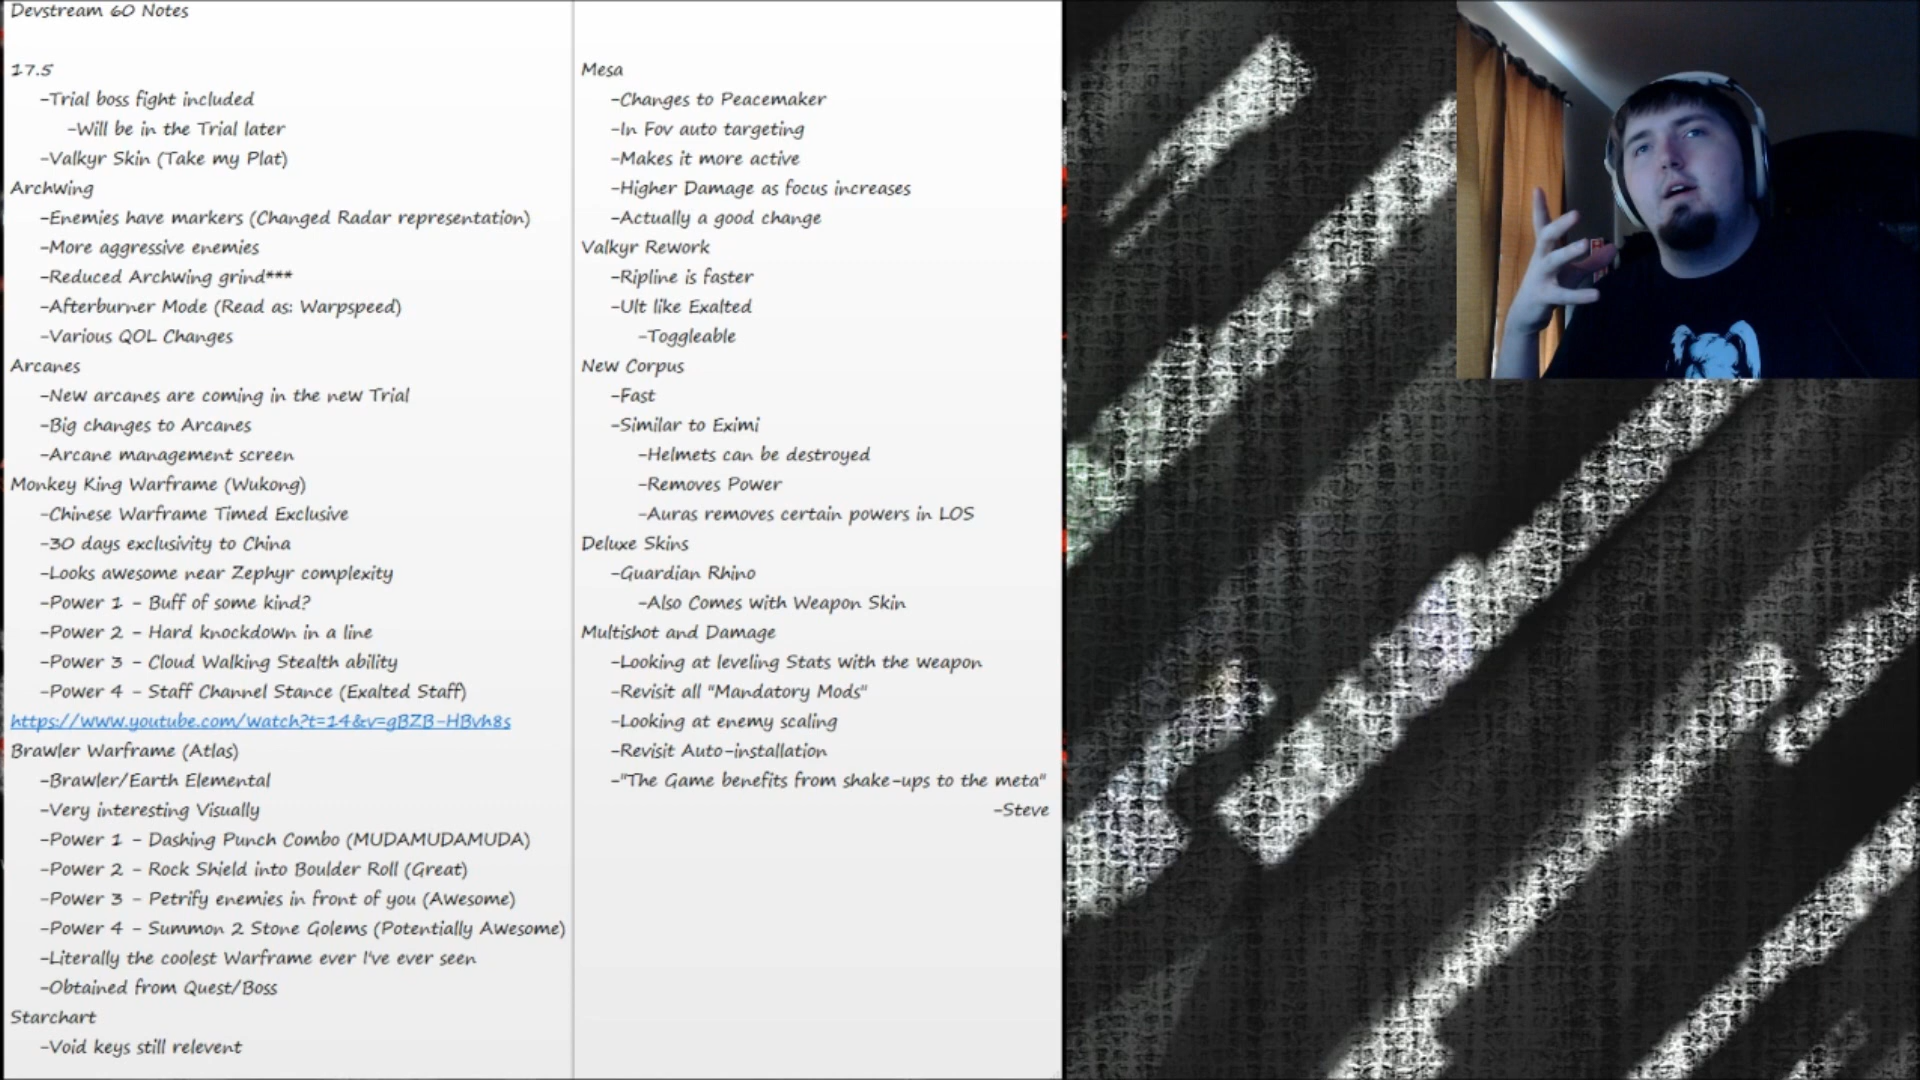 Devstream 60 Notes
17.5
-Trial boss fight included
-Will be in the Trial later
-Valkyr Skin (Take my Plat)
Archwing
-Enemies have markers (Changed Radar representation)
-More aggressive enemies
-Reduced Archwing grind***
-Afterburner Mode (Read as: Warpspeed)
-Various QOL Changes
Arcanes
-New arcanes are coming in the new Trial
-Big changes to Arcanes
-Arcane management screen
Monkey King Warframe (Wukong)
-Chinese Warframe Timed Exclusive
-30 days exclusivity to China
-Looks awesome near Zephyr complexity
-Power 1 - Buff of some kind?
-Power 2 - Hard knockdown in a line
-Power 3 - Cloud Walking Stealth ability
-Power 4 - Staff Channel Stance (Exalted Staff)
https://www.youtube.com/watch?t=14&v=gBZB-HBvh8s
Brawler Warframe (Atlas)
-Brawler/Earth Elemental
-Very interesting Visually
-Power 1 - Dashing Punch Combo (MUDAMUDAMUDA)
-Power 2 - Rock Shield into Boulder Roll (Great)
-Power 3 - Petrify enemies in front of you (Awesome)
-Power 4 - Summon 2 Stone Golems (Potentially Awesome)
-Literally the coolest Warframe ever I've ever seen
-Obtained from Quest/Boss
Starchart
-Void keys still relevent
Mesa
-Changes to Peacemaker
-In Fov auto targeting
-Makes it more active
-Higher Damage as focus increases
-Actually a good change
Valkyr Rework
-Ripline is faster
-Ult like Exalted
-Toggleable
New Corpus
-Fast
-Similar to Eximi
-Helmets can be destroyed
-Removes Power
-Auras removes certain powers in LOS
Deluxe Skins
-Guardian Rhino
-Also Comes with Weapon Skin
Multishot and Damage
-Looking at leveling Stats with the weapon
-Revisit all "Mandatory Mods"
-Looking at enemy scaling
-Revisit Auto-installation
-"The Game benefits from shake-ups to the meta"
-Steve